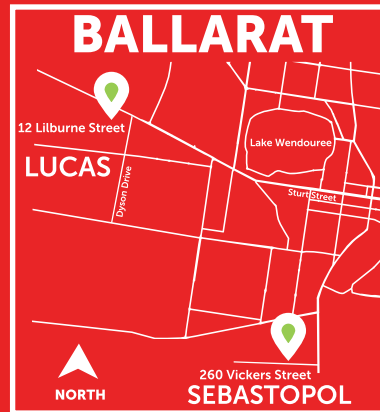 BALLARAT
12 Lilburne Street
LUCAS
Dyson Drive
Lake Wendouree
Sturt Street
260 Vickers Street
SEBASTOPOL
NORTH